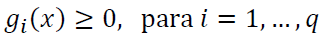 gᵢ(x) ≥ 0, para i = 1, … , q